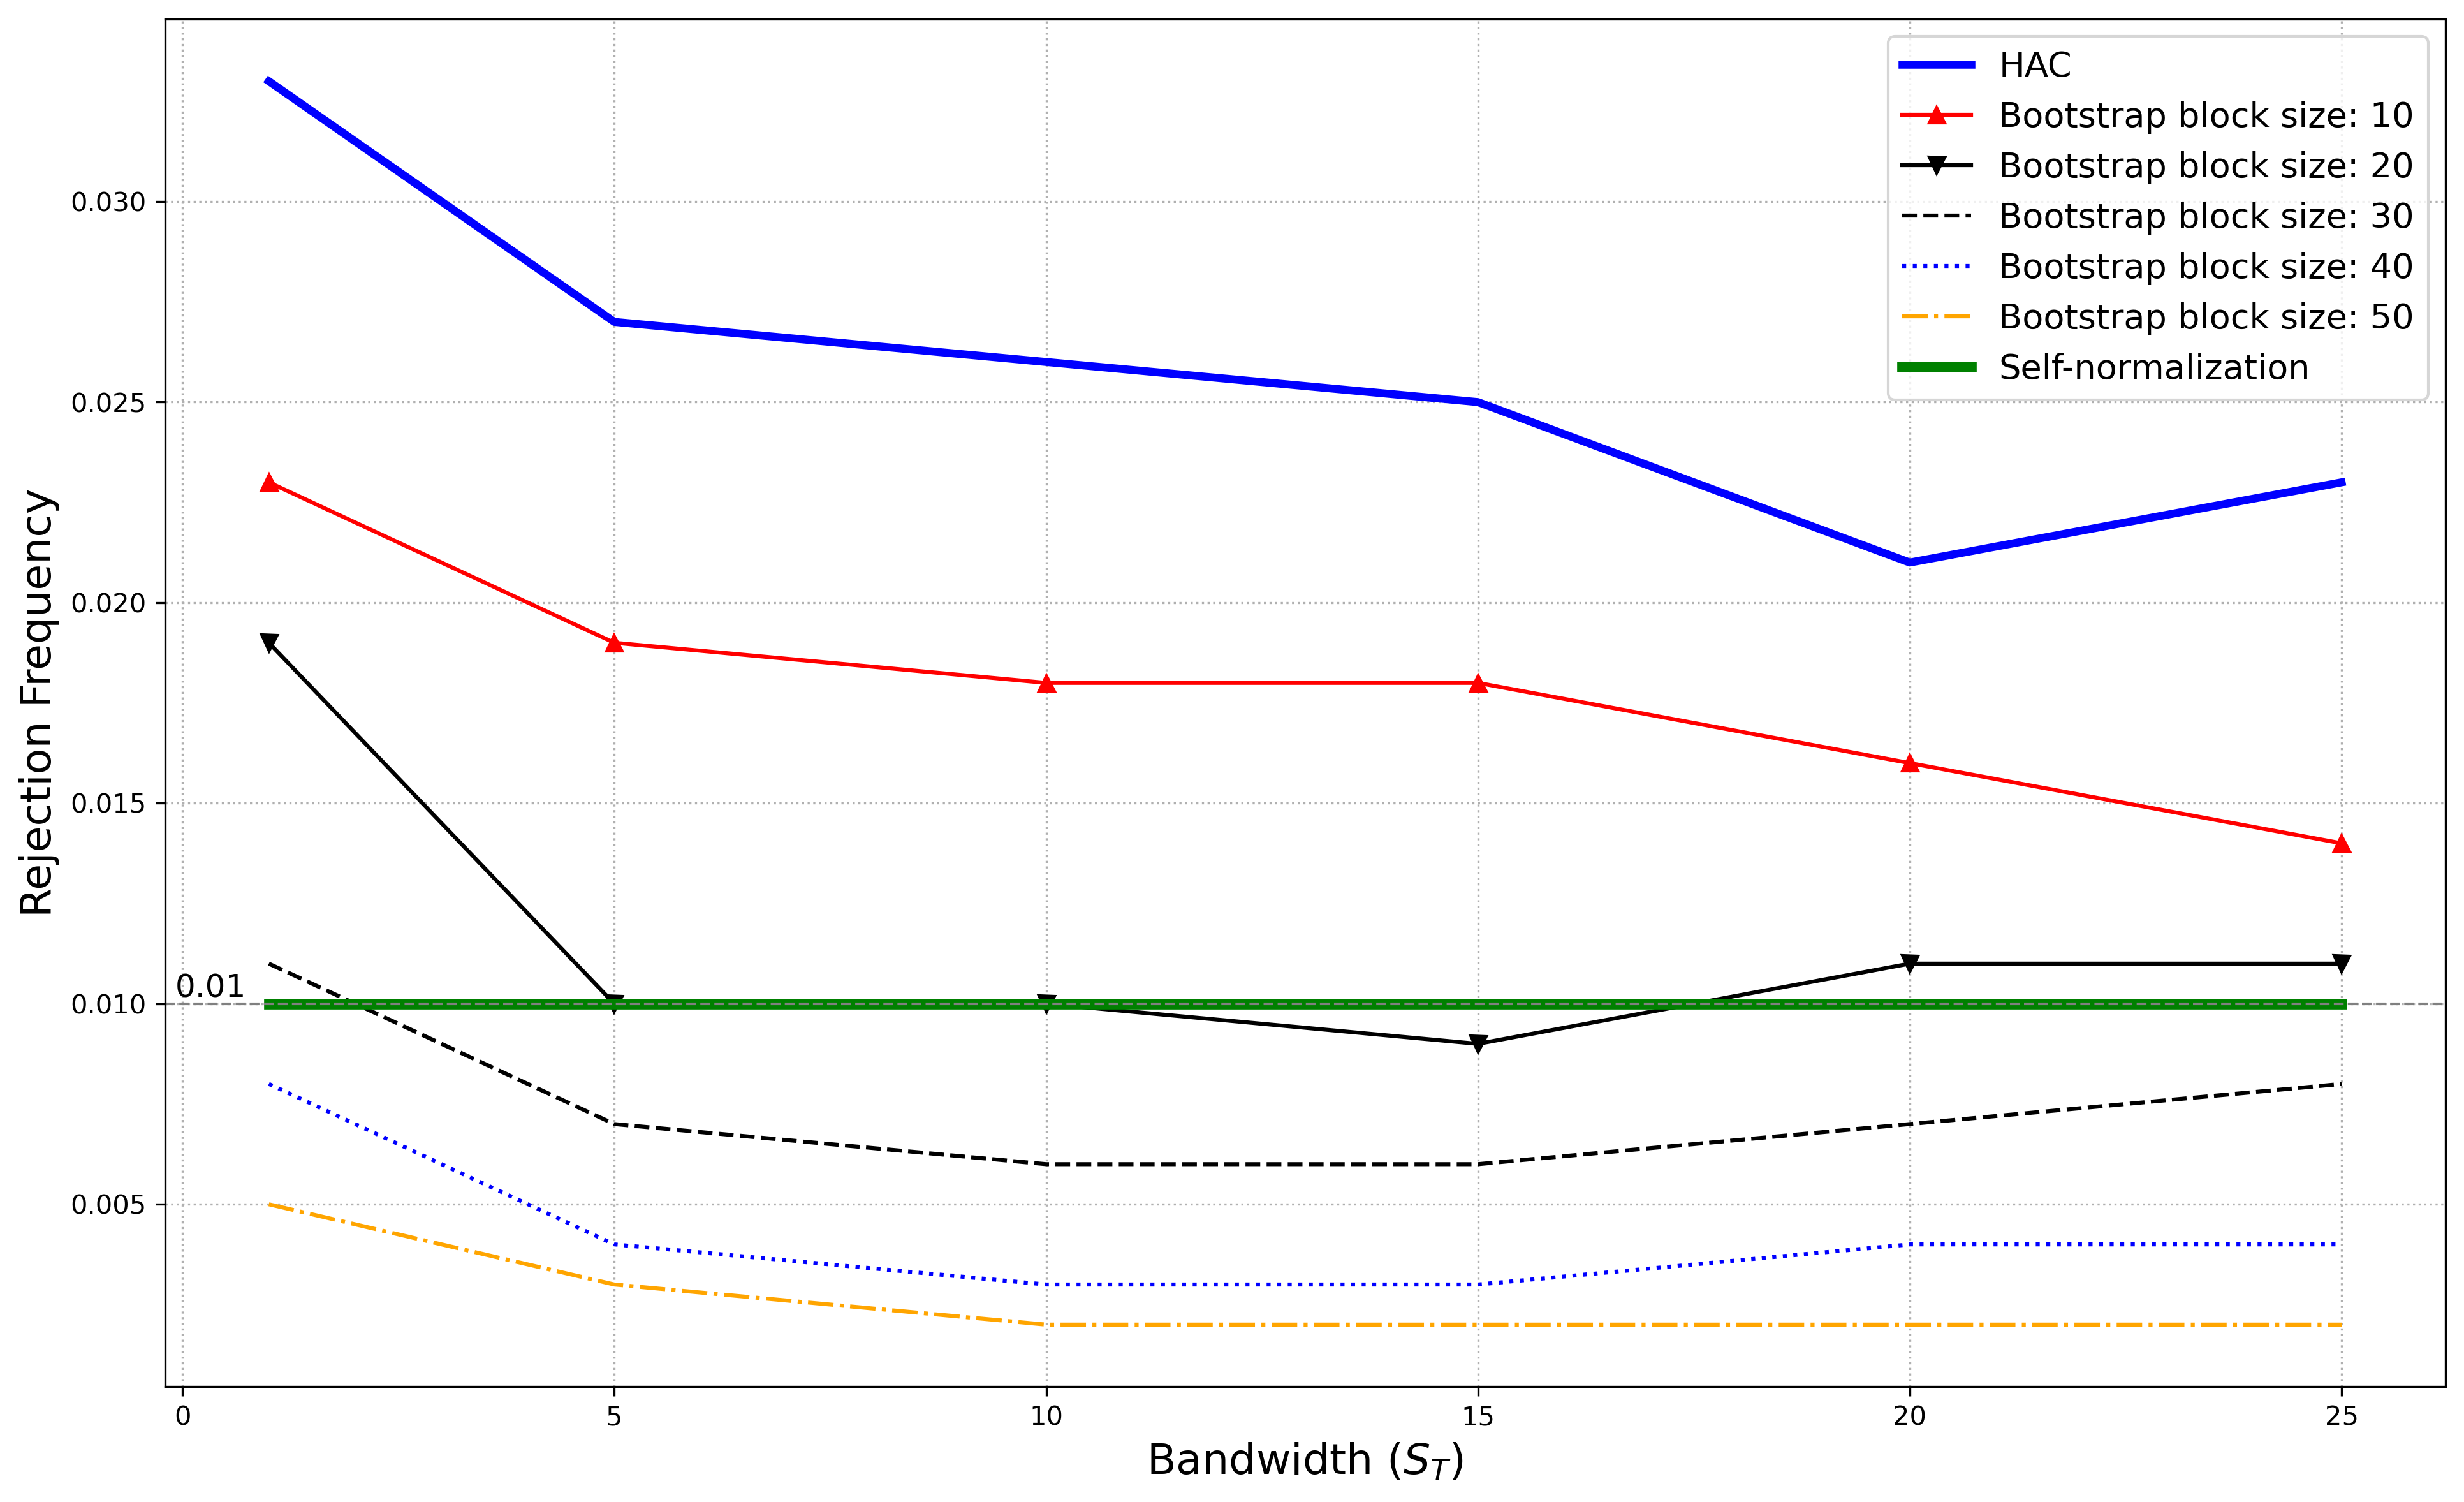 HAC
Bootstrap block size: 10
Bootstrap block size: 20
Bootstrap block size: 30
Bootstrap block size: 40
Bootstrap block size: 50
Self-normalization
Rejection Frequency
0.030
0.025
0.020
0.015
0.010
0.005
0.01
0
5
10
15
20
25
Bandwidth (S_T)